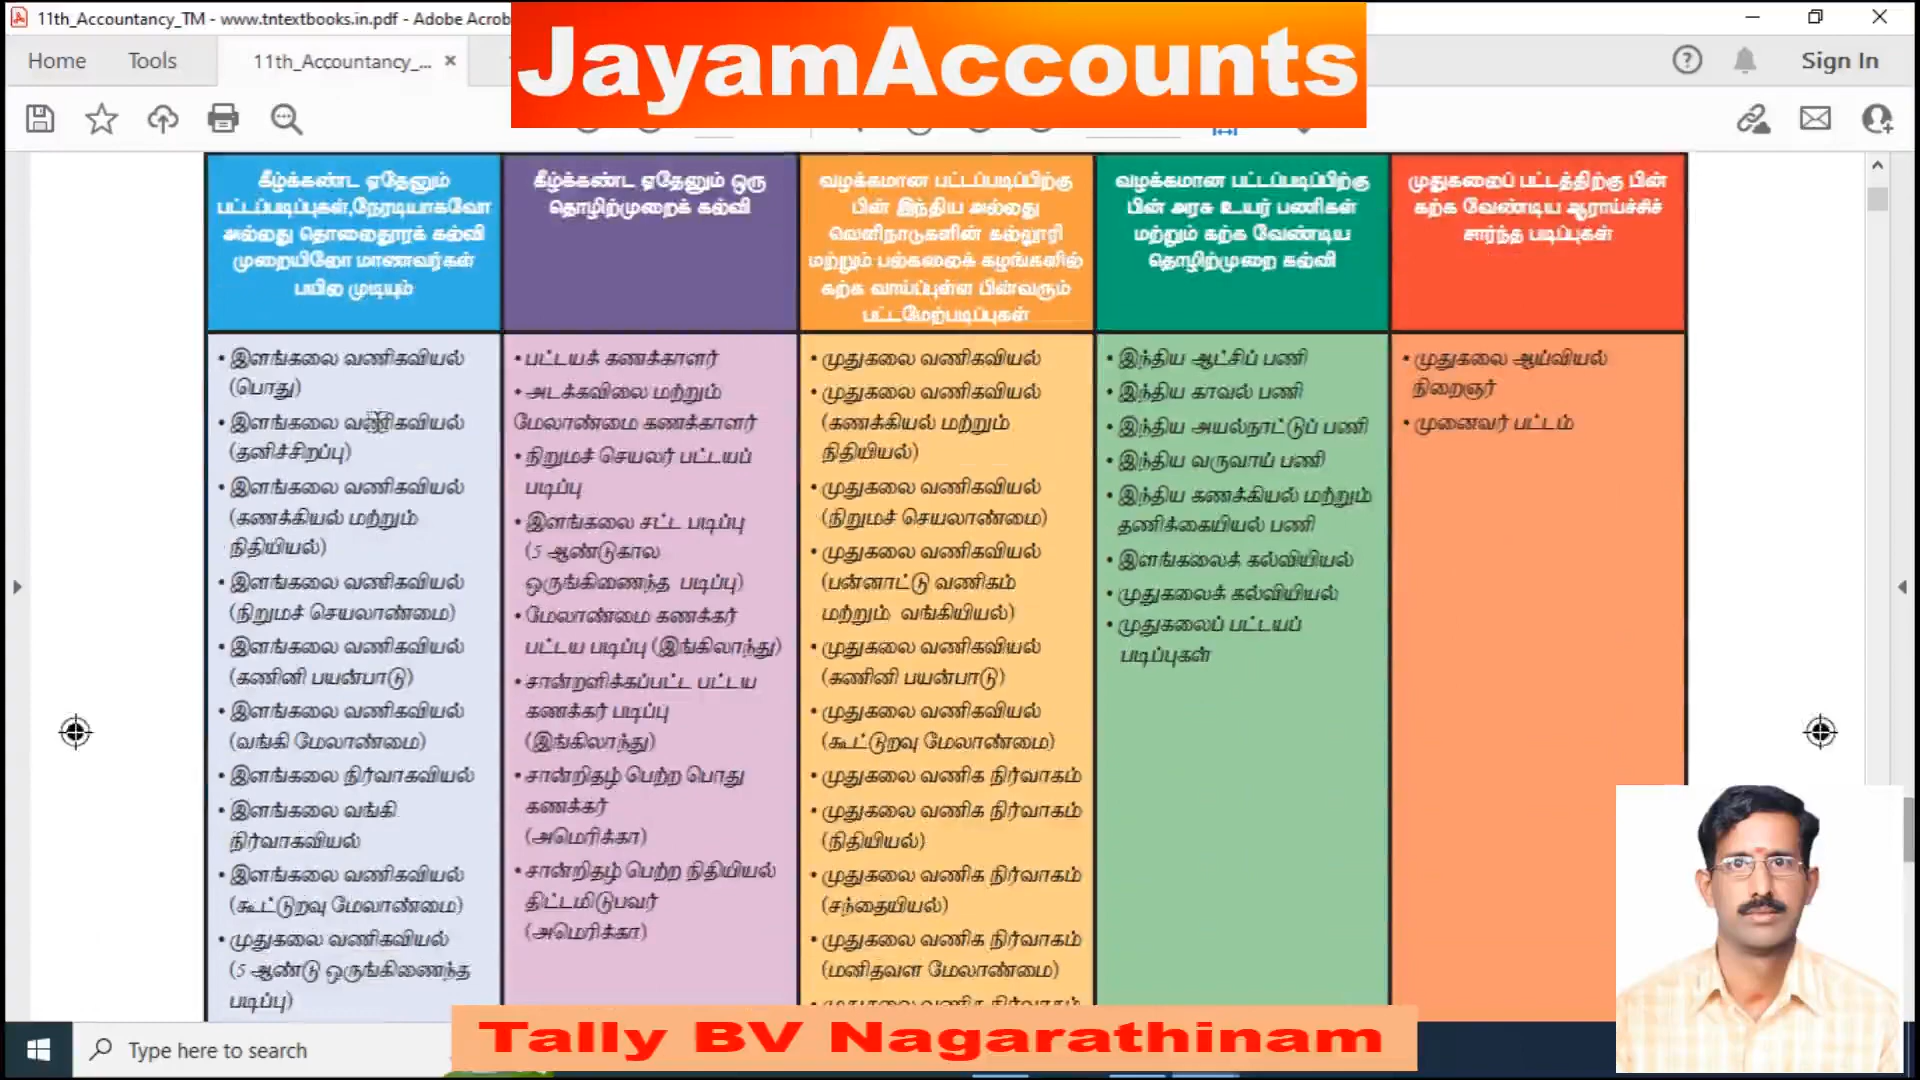 11th_Accountancy_TM - www.tntextbooks.in.pdf - Adobe Acrob
JayamAccounts
Home
Tools
11th_Accountancy_...
Sign In
கீழ்க்கண்ட ஏதேனும்
பட்டப்படிப்புகள்,நேரடியாகவோ
அல்லது தொலைதூரக் கல்வி
முறையிலோ மாணவர்கள்
பயில முடியும்
கீழ்க்கண்ட ஏதேனும் ஒரு
தொழிற்முறைக் கல்வி
வழக்கமான பட்டப்படிப்பிற்கு
பின் இந்திய அல்லது
வெளிநாடுகளின் கல்லூரி
மற்றும் பல்கலைக் கழங்களில்
கற்க வாய்ப்புள்ள பின்வரும்
பட்டமேற்படிப்புகள்
வழக்கமான பட்டப்படிப்பிற்கு
பின் அரசு உயர் பணிகள்
மற்றும் கற்க வேண்டிய
தொழிற்முறை கல்வி
முதுகலைப் பட்டத்திற்கு பின்
கற்க வேண்டிய ஆராய்ச்சிச்
சார்ந்த படிப்புகள்
• இளங்கலை வணிகவியல்
(பொது)
• இளங்கலை வணிகவியல்
(தனிச்சிறப்பு)
• இளங்கலை வணிகவியல்
(கணக்கியல் மற்றும்
நிதியியல்)
• இளங்கலை வணிகவியல்
(நிறுமச் செயலாண்மை)
• இளங்கலை வணிகவியல்
(கணினி பயன்பாடு)
• இளங்கலை வணிகவியல்
(வங்கி மேலாண்மை)
• இளங்கலை நிர்வாகவியல்
• இளங்கலை வங்கி
நிர்வாகவியல்
• இளங்கலை வணிகவியல்
(கூட்டுறவு மேலாண்மை)
• முதுகலை வணிகவியல்
(5 ஆண்டு ஒருங்கிணைந்த
படிப்பு)
• பட்டயக் கணக்காளர்
• அடக்கவிலை மற்றும்
மேலாண்மை கணக்காளர்
• நிறுமச் செயலர் பட்டயப்
படிப்பு
• இளங்கலை சட்ட படிப்பு
(5 ஆண்டுகால
ஒருங்கிணைந்த படிப்பு)
• மேலாண்மை கணக்கர்
பட்டய படிப்பு (இங்கிலாந்து)
• சான்றளிக்கப்பட்ட பட்டய
கணக்கர் படிப்பு
(இங்கிலாந்து)
• சான்றிதழ் பெற்ற பொது
கணக்கர்
(அமெரிக்கா)
• சான்றிதழ் பெற்ற நிதியியல்
திட்டமிடுபவர்
(அமெரிக்கா)
• முதுகலை வணிகவியல்
• முதுகலை வணிகவியல்
(கணக்கியல் மற்றும்
நிதியியல்)
• முதுகலை வணிகவியல்
(நிறுமச் செயலாண்மை)
• முதுகலை வணிகவியல்
(பன்னாட்டு வணிகம்
மற்றும் வங்கியியல்)
• முதுகலை வணிகவியல்
(கணினி பயன்பாடு)
• முதுகலை வணிகவியல்
(கூட்டுறவு மேலாண்மை)
• முதுகலை வணிக நிர்வாகம்
• முதுகலை வணிக நிர்வாகம்
(நிதியியல்)
• முதுகலை வணிக நிர்வாகம்
(சந்தையியல்)
• முதுகலை வணிக நிர்வாகம்
(மனிதவள மேலாண்மை)
• முதுகலை வணிக நிர்வாகம்
• இந்திய ஆட்சிப் பணி
• இந்திய காவல் பணி
• இந்திய அயல்நாட்டுப் பணி
• இந்திய வருவாய் பணி
• இந்திய கணக்கியல் மற்றும்
தணிக்கையியல் பணி
• இளங்கலைக் கல்வியியல்
• முதுகலைக் கல்வியியல்
• முதுகலைப் பட்டயப்
படிப்புகள்
• முதுகலை ஆய்வியல்
நிறைஞர்
• முனைவர் பட்டம்
Tally BV Nagarathinam
Type here to search